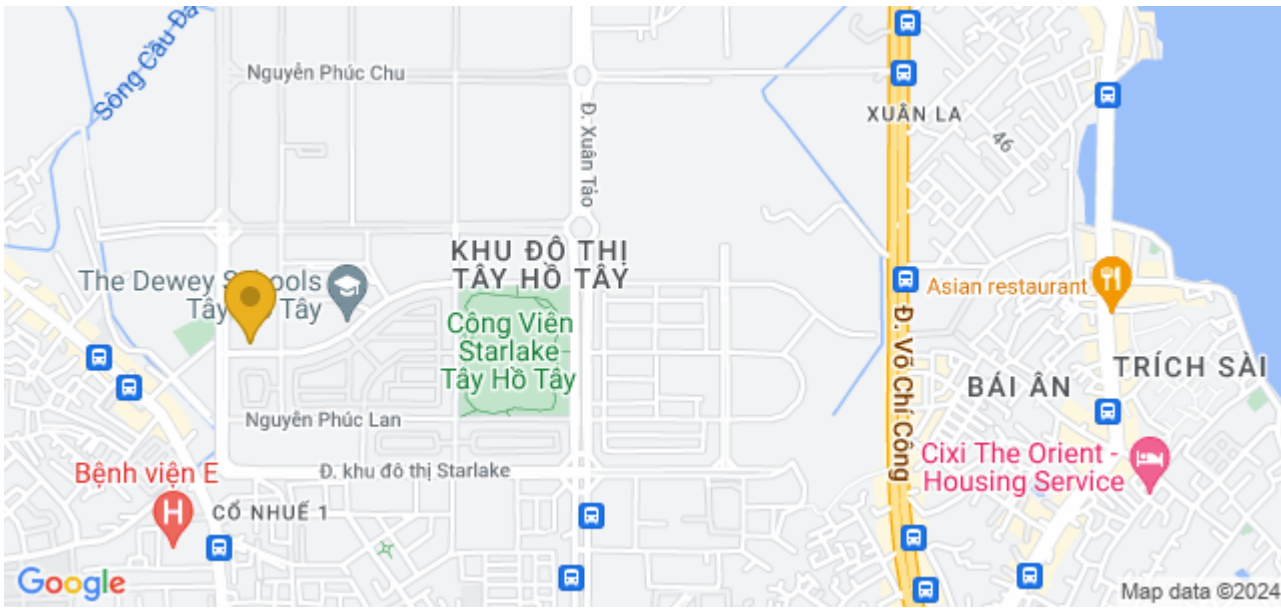 Sông Cầu Đa
Nguyễn Phúc Chu
Đ. Xuân Tảo
XUÂN LA
46
KHU ĐÔ THỊ
TÂY HỒ TÂY
The Dewey Schools
Tây Hồ Tây
Công Viên
Starlake
Tây Hồ Tây
Asian restaurant
Đ. Võ Chí Công
TRÍCH SÀI
BÁI ÂN
Nguyễn Phúc Lan
Cixi The Orient -
Housing Service
Bệnh viện E
Đ. khu đô thị Starlake
H
CỔ NHUẾ 1
Google
Map data ©2024